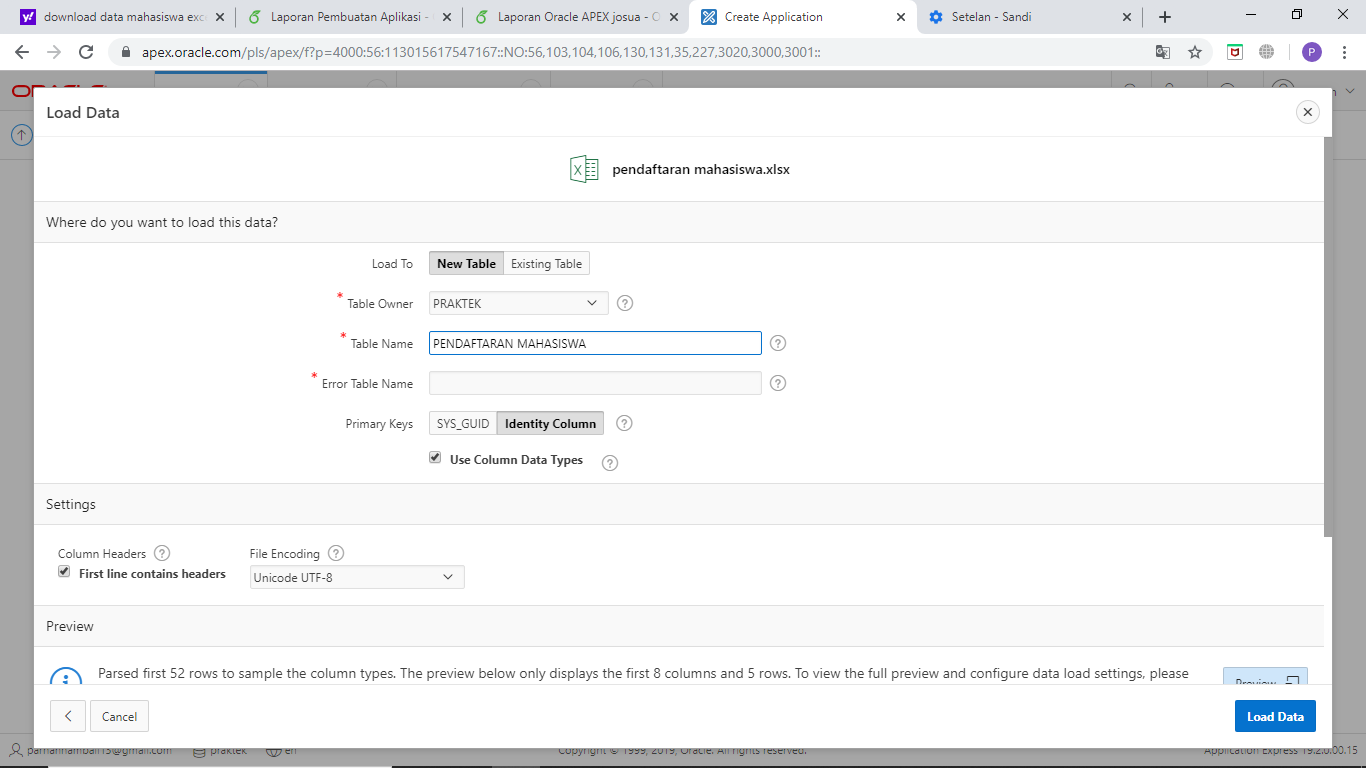 download data mahasiswa exc
Laporan Pembuatan Aplikasi -
Laporan Oracle APEX josua - O
Create Application
Setelan - Sandi
apex.oracle.com/pls/apex/f?p=4000:56:113015617547167::NO:56,103,104,106,130,131,35,227,3020,3000,3001::
P
Load Data
pendaftaran mahasiswa.xlsx
Where do you want to load this data?
Load To New Table Existing Table
* Table Owner PRAKTEK ?
* Table Name PENDAFTARAN MAHASISWA ?
* Error Table Name ?
Primary Keys SYS_GUID Identity Column ?
Use Column Data Types ?
Settings
Column Headers ? File Encoding ?
First line contains headers Unicode UTF-8
Preview
Parsed first 52 rows to sample the column types. The preview below only displays the first 8 columns and 5 rows. To view the full preview and configure data load settings, please
Preview
Cancel Load Data
praktek en Copyright © 1999, 2019, Oracle. All rights reserved. Application Express 19.2.0.00.15